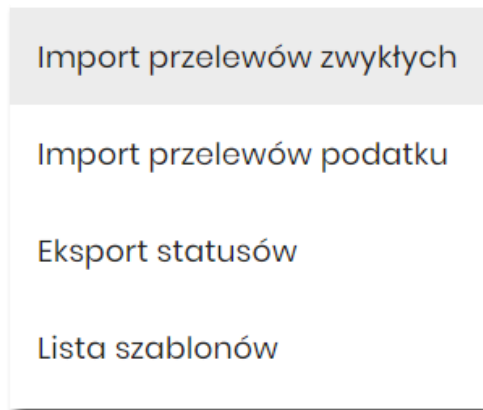 Import przelewów zwykłych
Import przelewów podatku
Eksport statusów
Lista szablonów